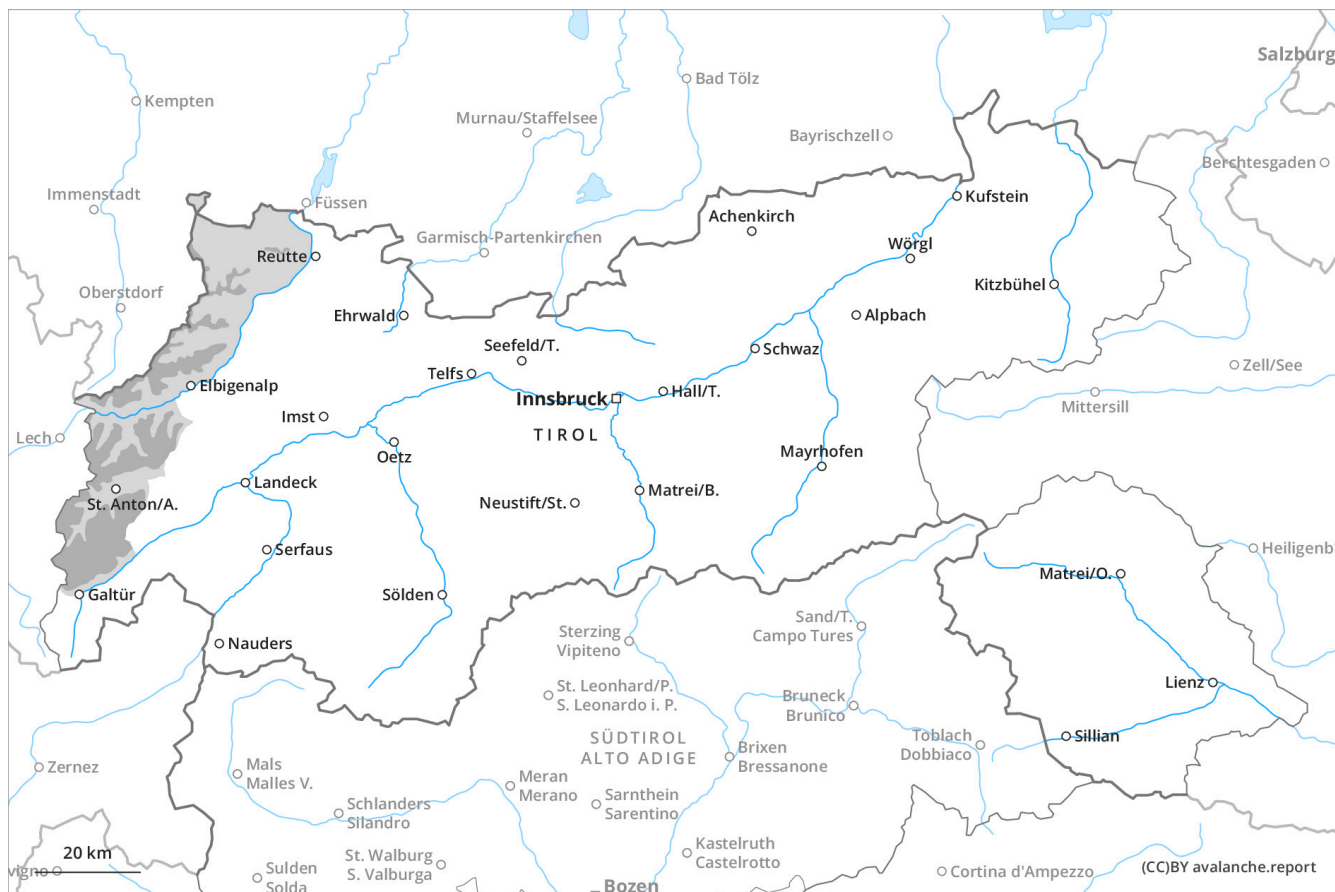 Salzburg
Bad Tölz
Kempten
Murnau/Staffelsee
Bayrischzell
Berchtesgaden
Immenstadt
Füssen
Kufstein
Achenkirch
Garmisch-Partenkirchen
Wörgl
Reutte
Kitzbühel
Oberstdorf
Ehrwald
Alpbach
Seefeld/T.
Schwaz
Zell/See
Telfs
Elbigenalp
Hall/T.
Innsbruck
Mittersill
Imst
Lech
TIROL
Oetz
Mayrhofen
Landeck
Matrei/B.
St. Anton/A.
Neustift/St.
Serfaus
Heiligenb
Matrei/O.
Galtür
Sölden
Sand/T.
Campo Tures
Sterzing
Vipiteno
Nauders
Lienz
St. Leonhard/P.
S. Leonardo i. P.
Bruneck
Brunico
Sillian
Toblach
Dobbiaco
SÜDTIROL
ALTO ADIGE
Brixen
Bressanone
Zernez
Mals
Malles V.
Meran
Merano
Schlanders
Silandro
Sarnthein
Sarentino
Kastelruth
Castelrotto
20 km
St. Walburg
S. Valburga
vigno
Sulden
Solda
Cortina d'Ampezzo
(CC)BY avalanche.report
Bozen